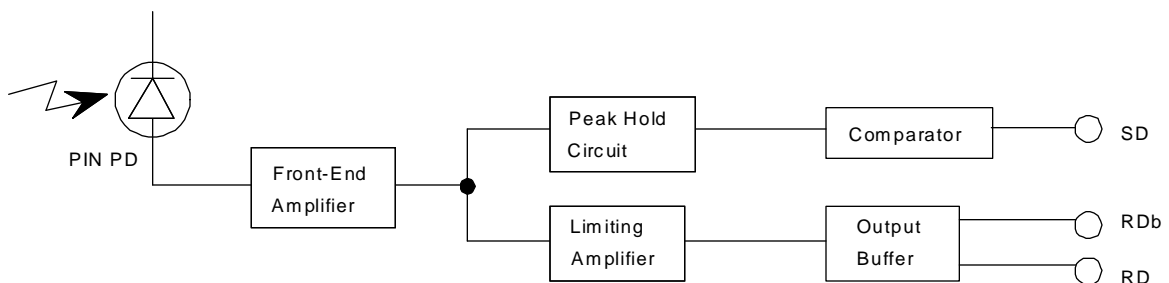 PIN PD
Front-End
Amplifier
Peak Hold
Circuit
Comparator
SD
Limiting
Amplifier
Output
Buffer
RDb
RD